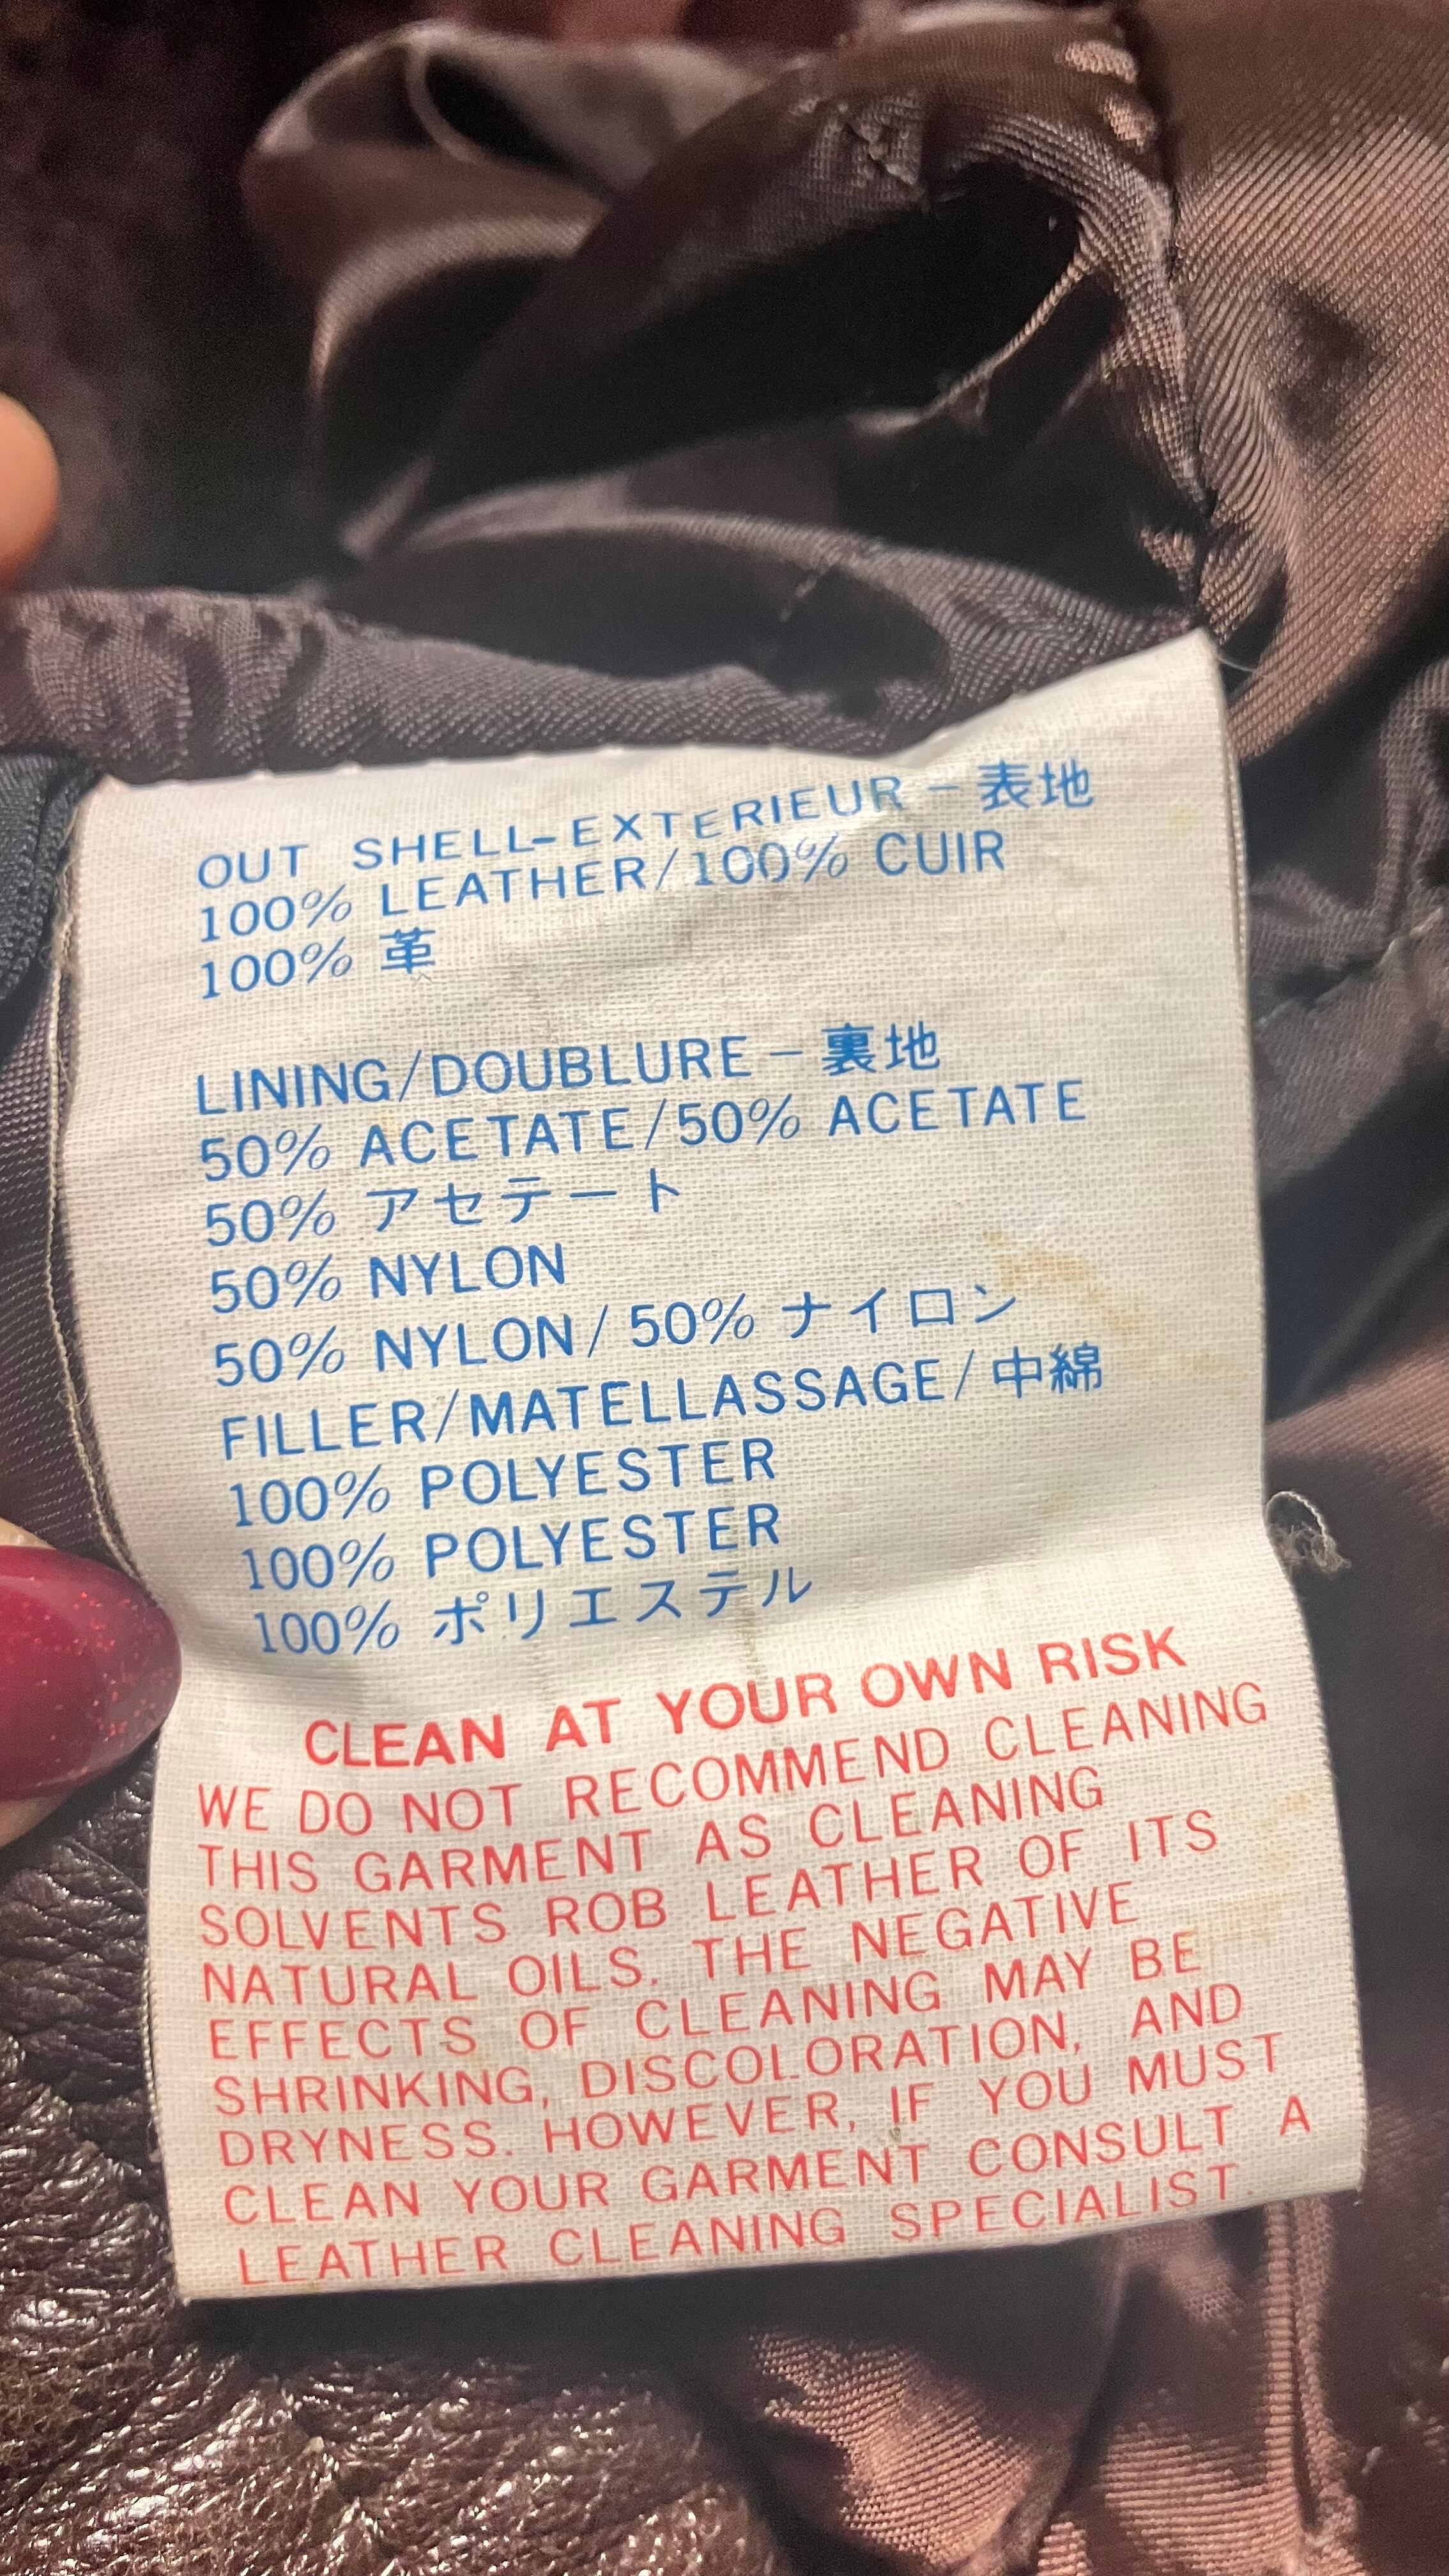 OUT SHELL-EXTERIEUR - 表地
100% LEATHER/100% CUIR
100% 革
LINING/DOUBLURE - 裏地
50% ACETATE/50% ACETATE
50% アセテート
50% NYLON
50% NYLON/50% ナイロン
FILLER/MATELLASSAGE/中綿
100% POLYESTER
100% POLYESTER
100% ポリエステル
CLEAN AT YOUR OWN RISK
WE DO NOT RECOMMEND CLEANING
THIS GARMENT AS CLEANING
SOLVENTS ROB LEATHER OF ITS
NATURAL OILS. THE NEGATIVE
EFFECTS OF CLEANING MAY BE
SHRINKING, DISCOLORATION, AND
DRYNESS. HOWEVER, IF YOU MUST
CLEAN YOUR GARMENT CONSULT A
LEATHER CLEANING SPECIALIST.